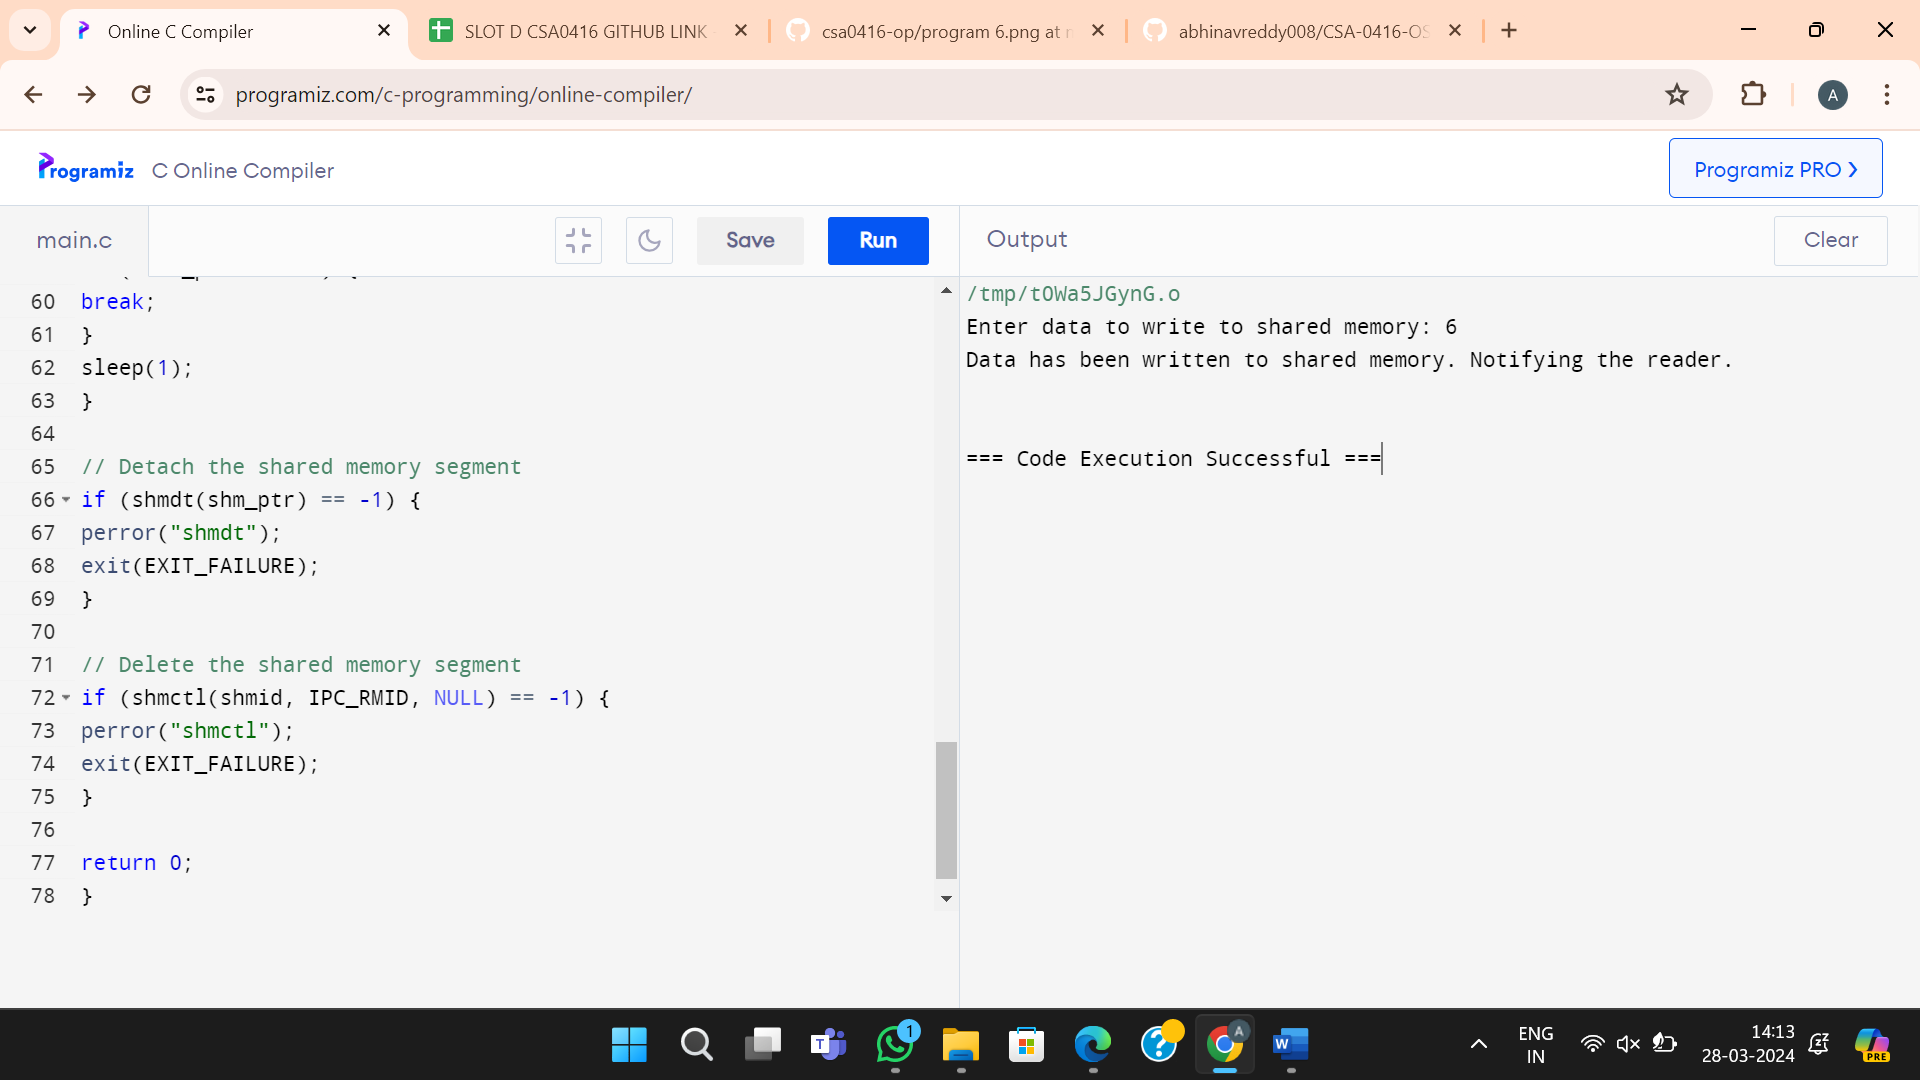 Online C Compiler
SLOT D CSA0416 GITHUB LINK
csa0416-op/program 6.png at
abhinavreddy008/CSA-0416-OS
programiz.com/c-programming/online-compiler/
A
Programiz
C Online Compiler
Programiz PRO ❯
main.c
Save
Run
Output
Clear
60 break;
61 }
62 sleep(1);
63 }
64
65 // Detach the shared memory segment
66 if (shmdt(shm_ptr) == -1) {
67 perror("shmdt");
68 exit(EXIT_FAILURE);
69 }
70
71 // Delete the shared memory segment
72 if (shmctl(shmid, IPC_RMID, NULL) == -1) {
73 perror("shmctl");
74 exit(EXIT_FAILURE);
75 }
76
77 return 0;
78 }
/tmp/tOWa5JGynG.o
Enter data to write to shared memory: 6
Data has been written to shared memory. Notifying the reader.
=== Code Execution Successful ===
T
1
A
W
ENG
IN
14:13
28-03-2024
PRE